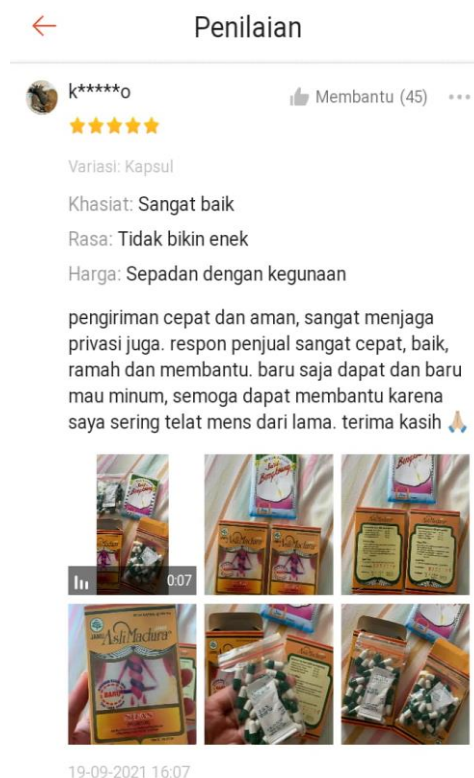 Penilaian
k*****o
Membantu (45)
Variasi: Kapsul
Khasiat: Sangat baik
Rasa: Tidak bikin enek
Harga: Sepadan dengan kegunaan
pengiriman cepat dan aman, sangat menjaga
privasi juga. respon penjual sangat cepat, baik,
ramah dan membantu. baru saja dapat dan baru
mau minum, semoga dapat membantu karena
saya sering telat mens dari lama. terima kasih 🙏🏼
0:07
JAMU
Asli Madura
BARU
19-09-2021 16:07